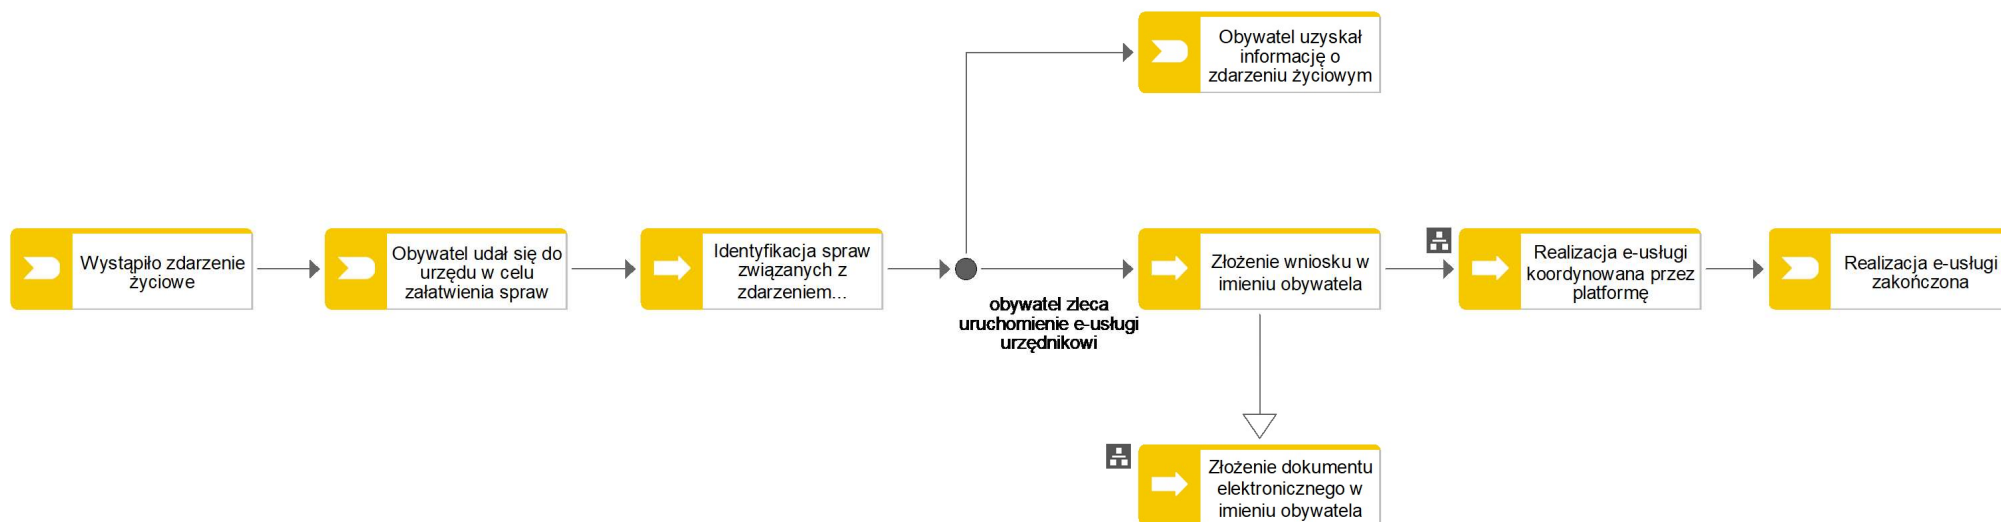 Obywatel uzyskał
informację o
zdarzeniu życiowym
Wystąpiło zdarzenie
życiowe
Obywatel udał się do
urzędu w celu
załatwienia spraw
Identyfikacja spraw
związanych z
zdarzeniem...
obywatel zleca
uruchomienie e-usługi
urzędnikowi
Złożenie wniosku w
imieniu obywatela
Realizacja e-usługi
koordynowana przez
platformę
Realizacja e-usługi
zakończona
Złożenie dokumentu
elektronicznego w
imieniu obywatela